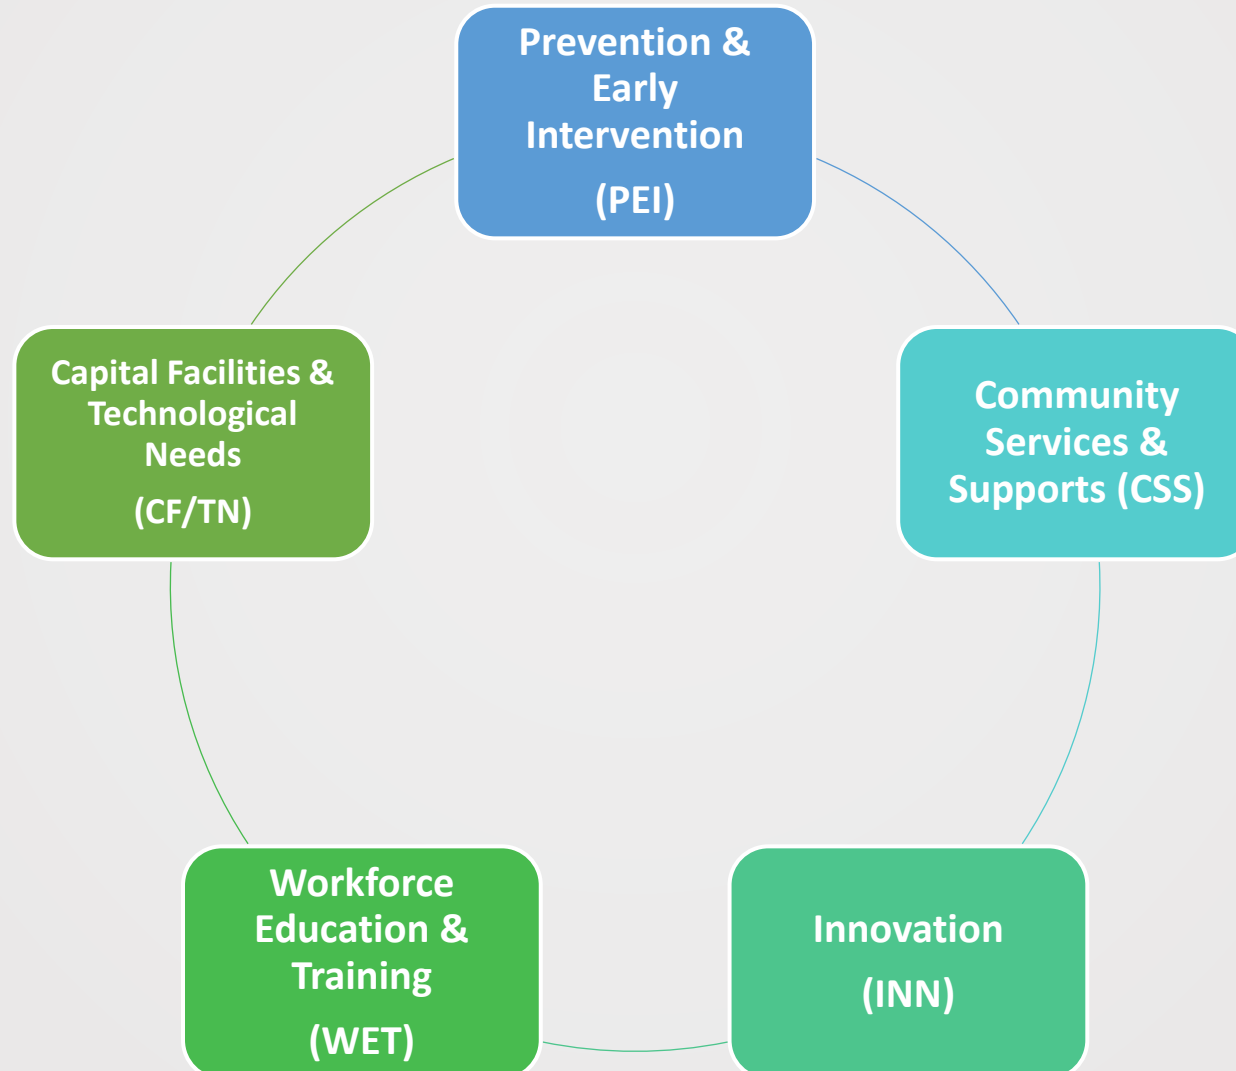 Prevention &
Early
Intervention
(PEI)
Community
Services &
Supports (CSS)
Innovation
(INN)
Workforce
Education &
Training
(WET)
Capital Facilities &
Technological
Needs
(CF/TN)